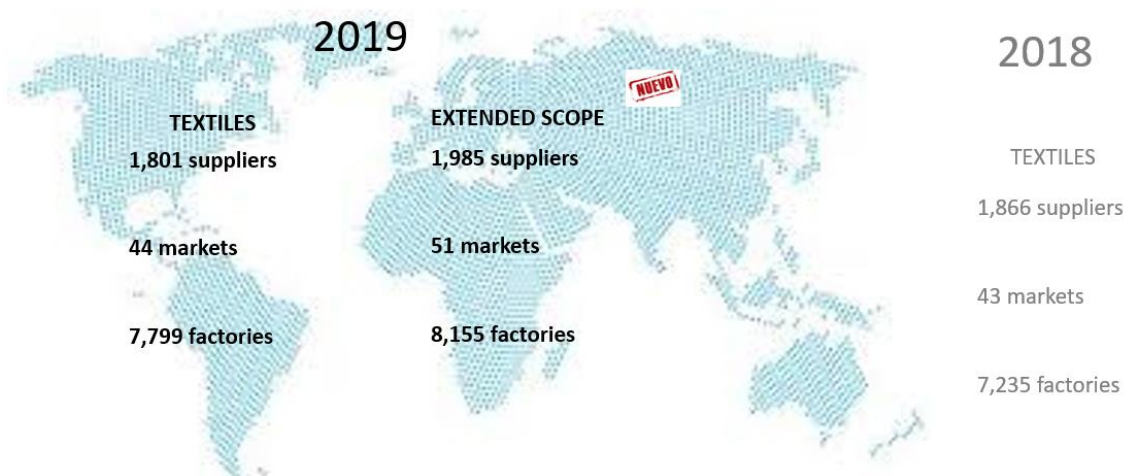 2019
NUEVO
TEXTILES
1,801 suppliers
44 markets
7,799 factories
EXTENDED SCOPE
1,985 suppliers
51 markets
8,155 factories
2018
TEXTILES
1,866 suppliers
43 markets
7,235 factories